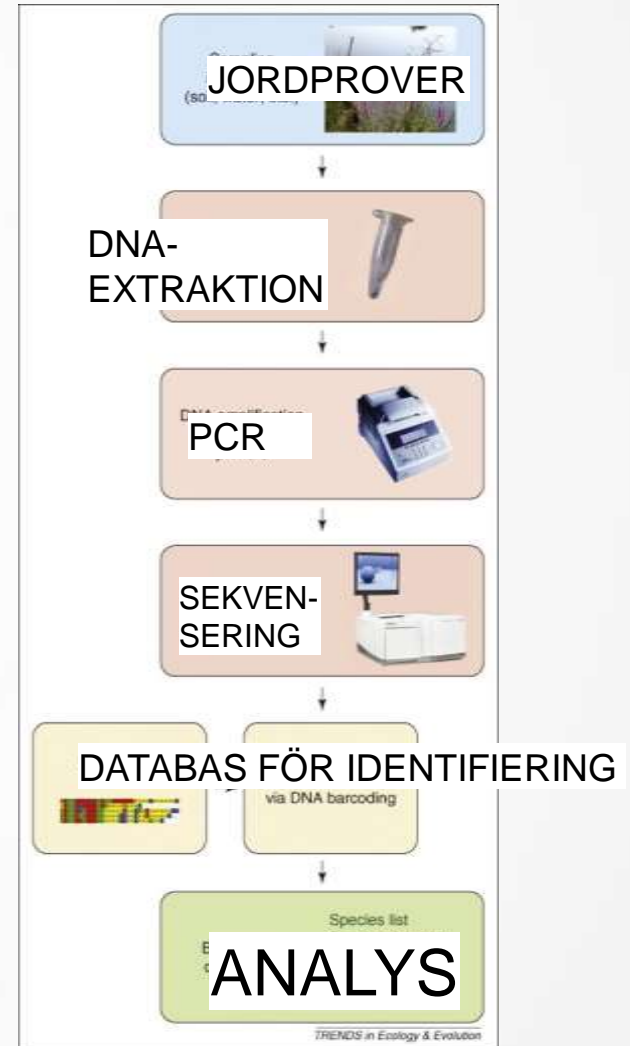 JORDPROVER
DNA-
EXTRAKTION
PCR
SEKVEN-
SERING
DATABAS FÖR IDENTIFIERING
via DNA barcoding
Species list
ANALYS
TRENDS in Ecology & Evolution